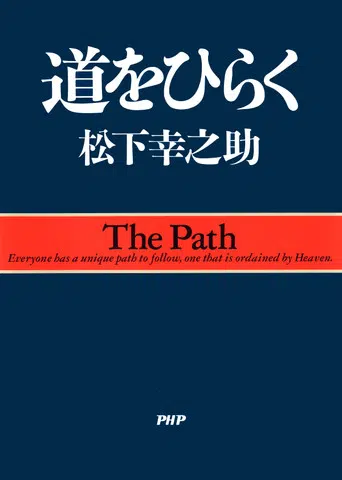 道をひらく
松下幸之助
The Path
Everyone has a unique path to follow, one that is ordained by Heaven.
PHP